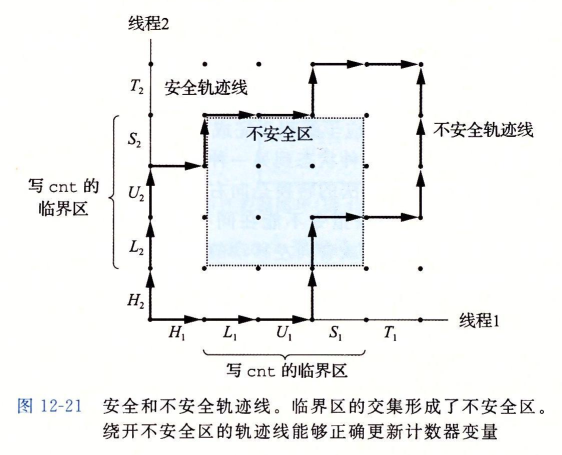 线程2
T₂
安全轨迹线
S₂
不安全区
不安全轨迹线
写 cnt 的
临界区
U₂
L₂
H₂
线程1
H₁ L₁ U₁ S₁ T₁
写 cnt 的临界区
图 12-21 安全和不安全轨迹线。临界区的交集形成了不安全区。
绕开不安全区的轨迹线能够正确更新计数器变量